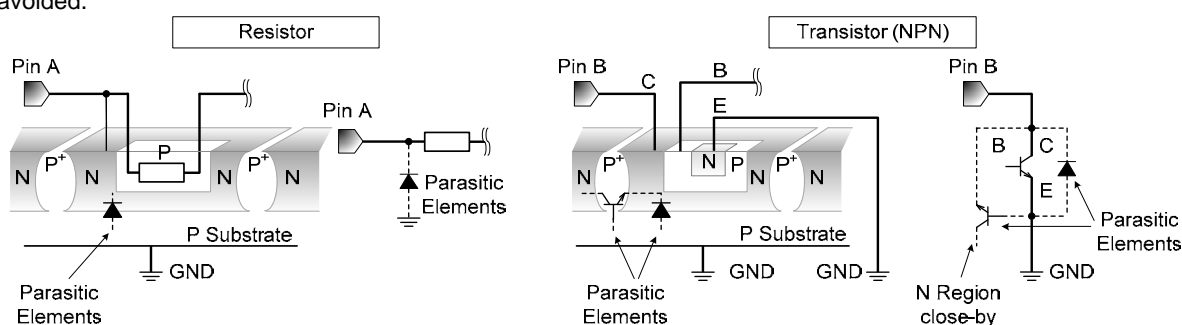 avoided.
Resistor
Transistor (NPN)
Pin A
Pin A
N
P+
N
P
N
P+
N
Parasitic
Elements
P Substrate
GND
Parasitic
Elements
Pin B
C
B
E
N
P+
N
N
P
N
P+
N
P Substrate
GND
GND
Parasitic
Elements
Pin B
B
C
E
Parasitic
Elements
GND
N Region
close-by